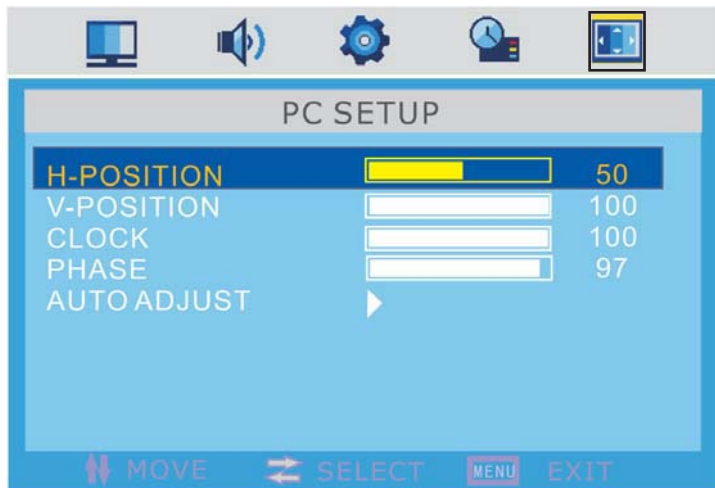 PC SETUP
H-POSITION 50
V-POSITION 100
CLOCK 100
PHASE 97
AUTO ADJUST
MOVE SELECT MENU EXIT